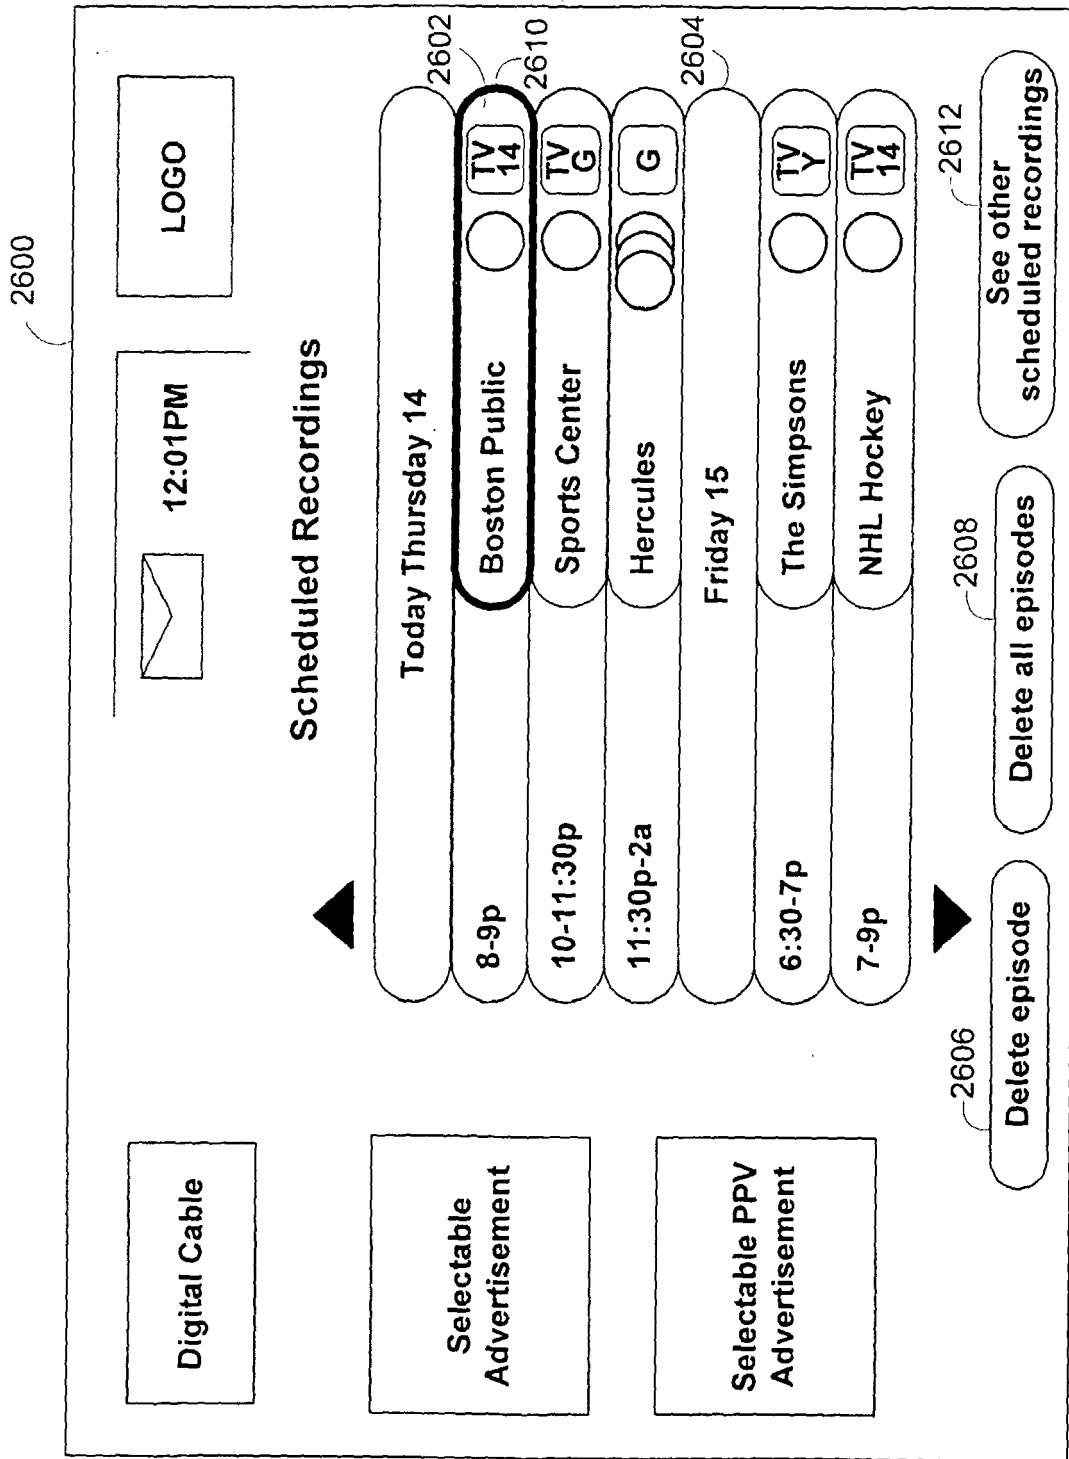 2600
Digital Cable
12:01PM
LOGO
Scheduled Recordings
Selectable
Advertisement
Selectable PPV
Advertisement
Today Thursday 14
8-9p Boston Public TV 14
2602
2610
10-11:30p Sports Center TV G
11:30p-2a Hercules G
Friday 15
2604
6:30-7p The Simpsons TV Y
7-9p NHL Hockey TV 14
2606
Delete episode
2608
Delete all episodes
2612
See other
scheduled recordings